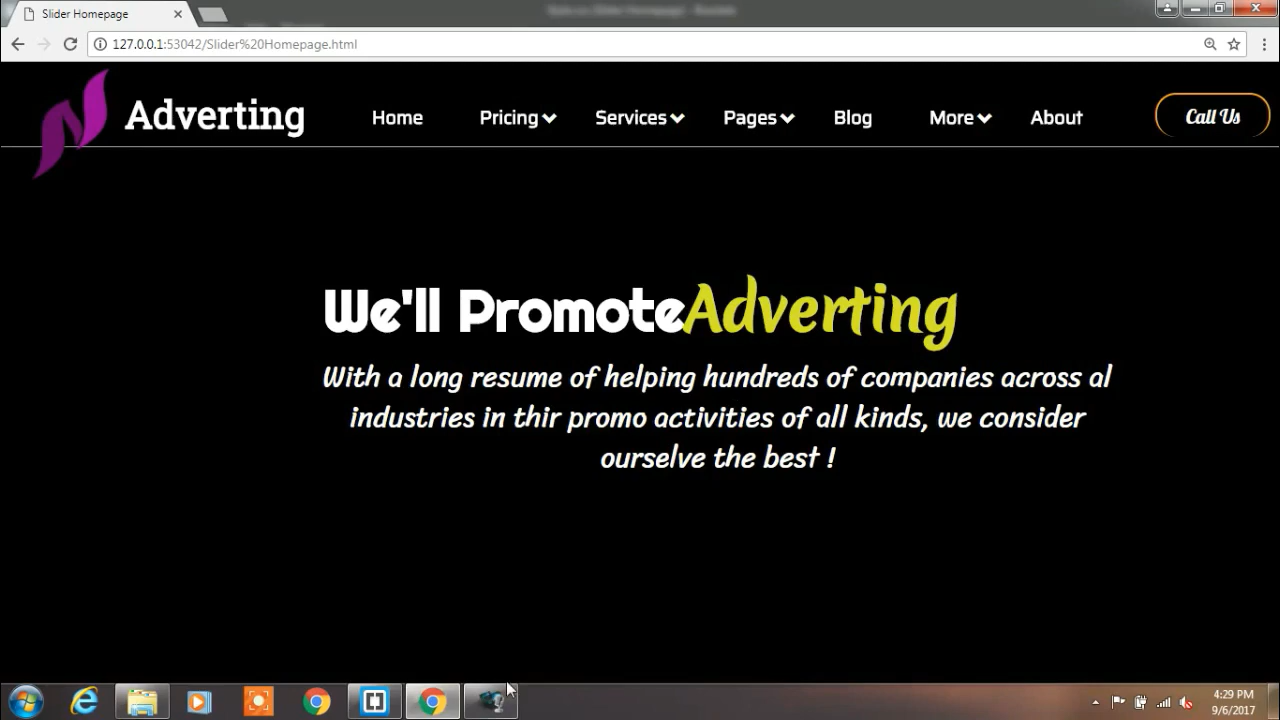 Slider Homepage
127.0.0.1:53042/Slider%20Homepage.html
Adverting
Home Pricing Services Pages Blog More About Call Us
We'll PromoteAdverting
With a long resume of helping hundreds of companies across al
industries in thir promo activities of all kinds, we consider
ourselve the best !
4:29 PM
9/6/2017